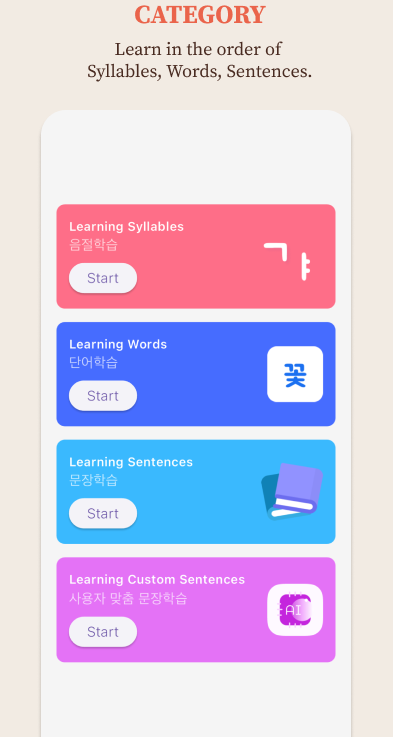 CATEGORY
Learn in the order of
Syllables, Words, Sentences.
Learning Syllables
음절학습
Start
갸
Learning Words
단어학습
Start
꽃
Learning Sentences
문장학습
Start
Learning Custom Sentences
사용자 맞춤 문장학습
Start
AI